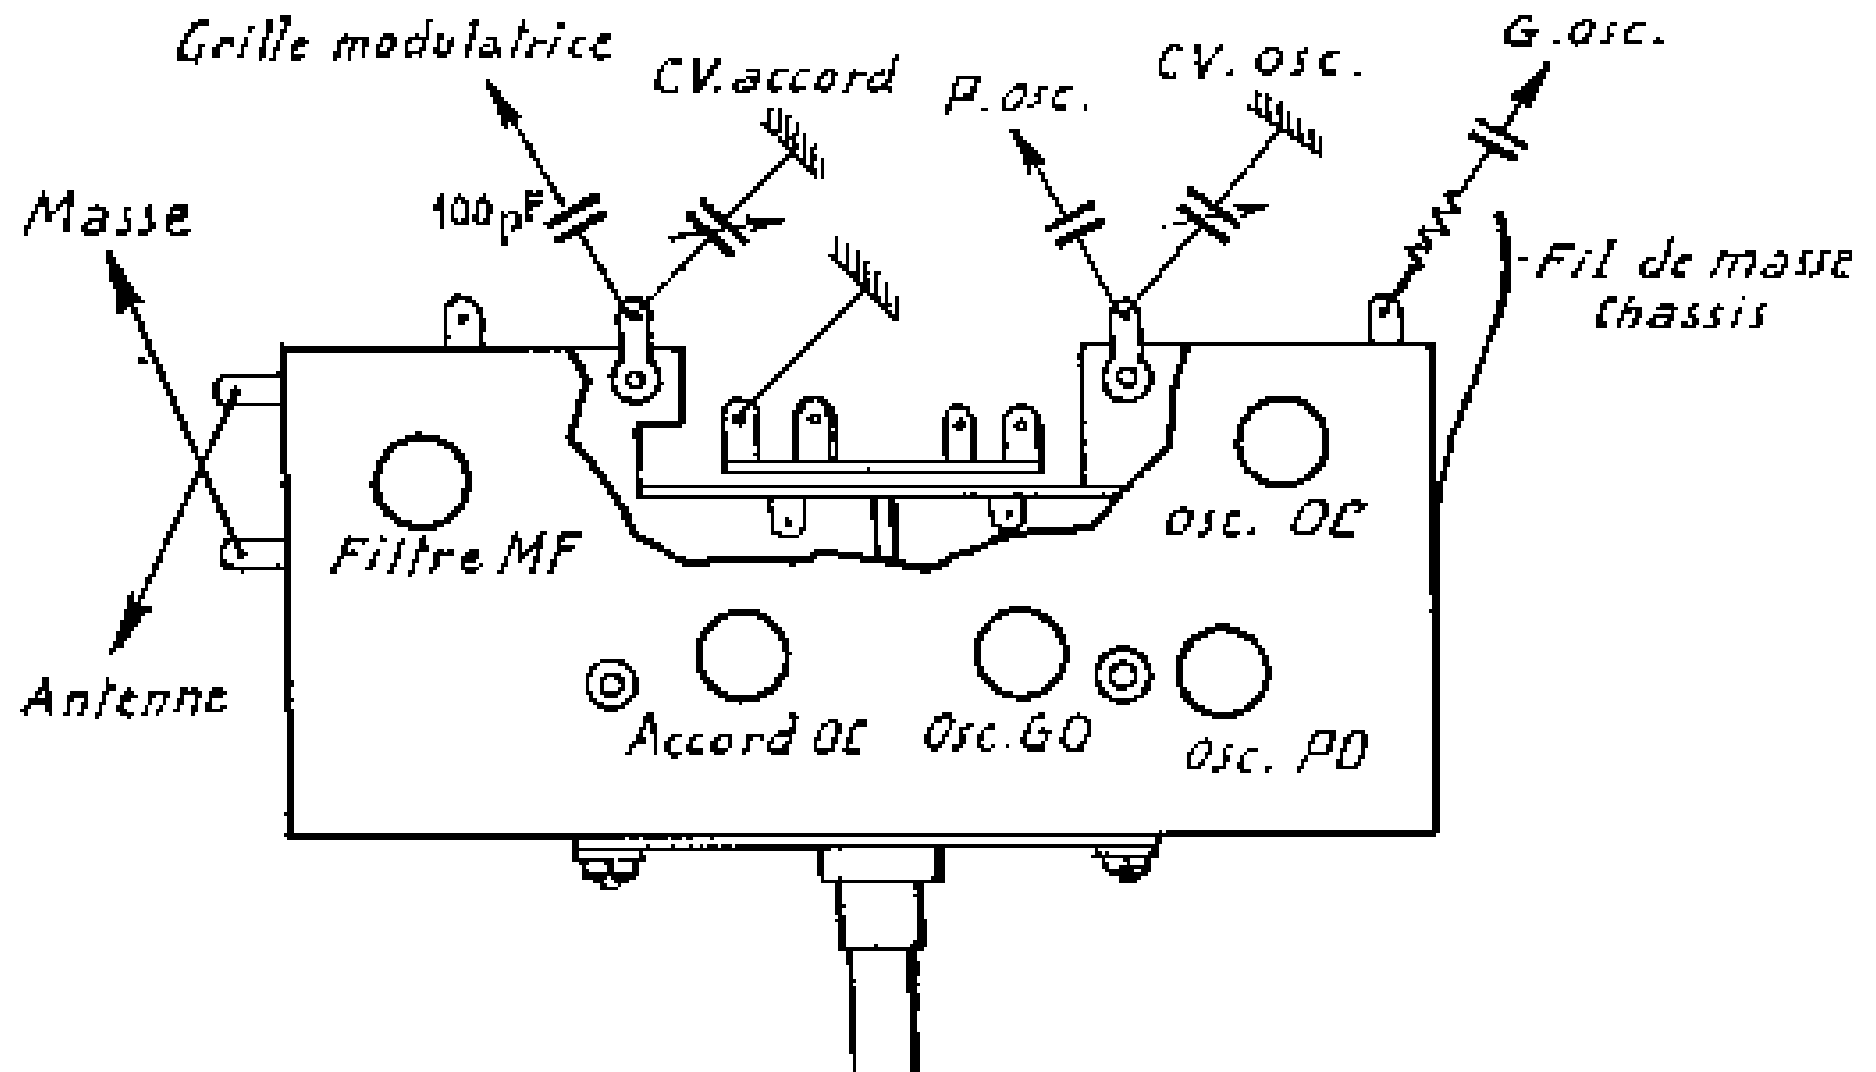 Grille modulatrice
CV. accord
P. osc.
CV. osc.
G. osc.
100pF
Masse
Fil de masse
Chassis
Filtre MF
osc. OC
Antenne
Accord OC
Osc. GO
Osc. PO